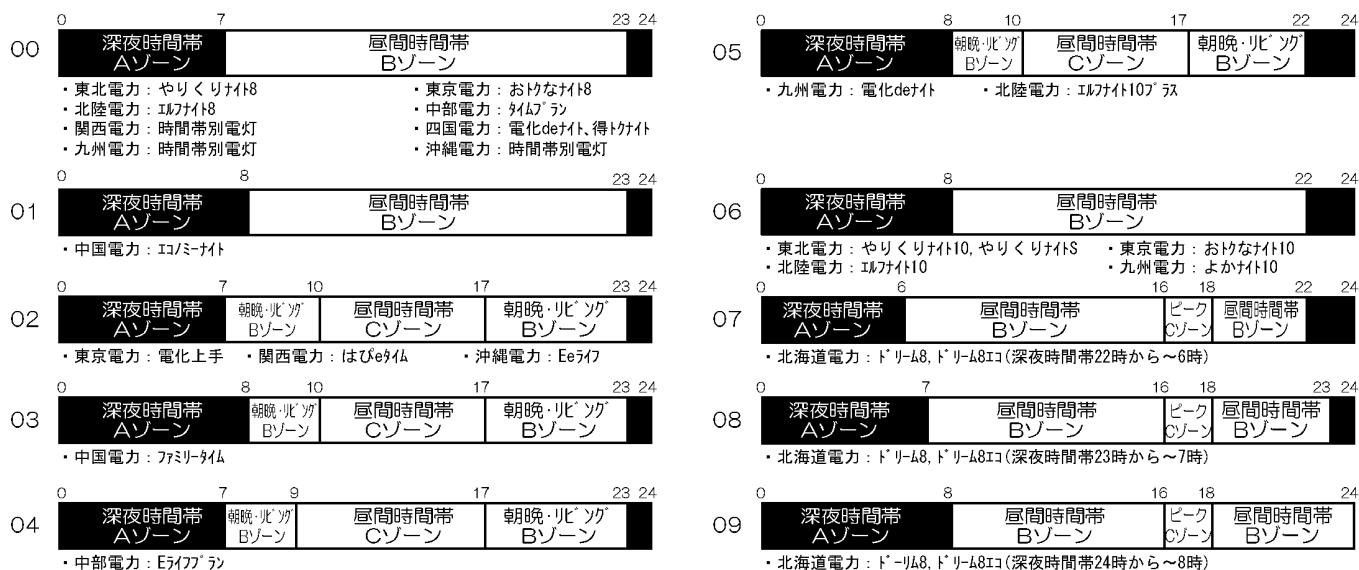 0 7 23 24
00 深夜時間帯 昼間時間帯
Aゾーン Bゾーン
・東北電力：やりくりナイト8 ・東京電力：おトクなナイト8
・北陸電力：エルフナイト8 ・中部電力：タイムプラン
・関西電力：時間帯別電灯 ・四国電力：電化deナイト、得トクナイト
・九州電力：時間帯別電灯 ・沖縄電力：時間帯別電灯
0 8 23 24
01 深夜時間帯 昼間時間帯
Aゾーン Bゾーン
・中国電力：エコノミーナイト
0 7 10 17 23 24
02 深夜時間帯 朝晩・リビング 昼間時間帯 朝晩・リビング
Aゾーン Bゾーン Cゾーン Bゾーン
・東京電力：電化上手 ・関西電力：はぴeタイム ・沖縄電力：Eeライフ
0 8 10 17 23 24
03 深夜時間帯 朝晩・リビング 昼間時間帯 朝晩・リビング
Aゾーン Bゾーン Cゾーン Bゾーン
・中国電力：ファミリータイム
0 7 9 17 23 24
04 深夜時間帯 朝晩・リビング 昼間時間帯 朝晩・リビング
Aゾーン Bゾーン Cゾーン Bゾーン
・中部電力：Eライフプラン
0 8 10 17 22 24
05 深夜時間帯 朝晩・リビング 昼間時間帯 朝晩・リビング
Aゾーン Bゾーン Cゾーン Bゾーン
・九州電力：電化deナイト ・北陸電力：エルフナイト10プラス
0 8 22 24
06 深夜時間帯 昼間時間帯
Aゾーン Bゾーン
・東北電力：やりくりナイト10,やりくりナイトS ・東京電力：おトクなナイト10
・北陸電力：エルフナイト10 ・九州電力：よかナイト10
0 6 16 18 22 24
07 深夜時間帯 昼間時間帯 ピーク 昼間時間帯
Aゾーン Bゾーン Cゾーン Bゾーン
・北海道電力：ドリーム8,ドリーム8エコ(深夜時間帯22時から～6時)
0 7 16 18 23 24
08 深夜時間帯 昼間時間帯 ピーク 昼間時間帯
Aゾーン Bゾーン Cゾーン Bゾーン
・北海道電力：ドリーム8,ドリーム8エコ(深夜時間帯23時から～7時)
0 8 16 18 24
09 深夜時間帯 昼間時間帯 ピーク 昼間時間帯
Aゾーン Bゾーン Cゾーン Bゾーン
・北海道電力：ドーリム8,ドリーム8エコ(深夜時間帯24時から～8時)